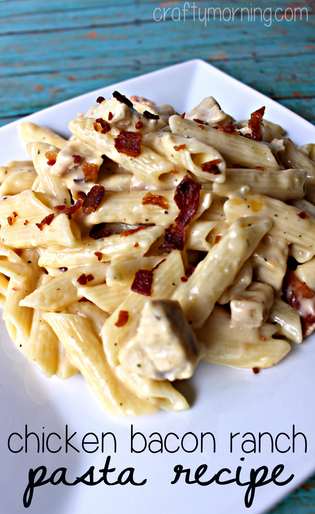 craftymorning.com
chicken bacon ranch
pasta recipe